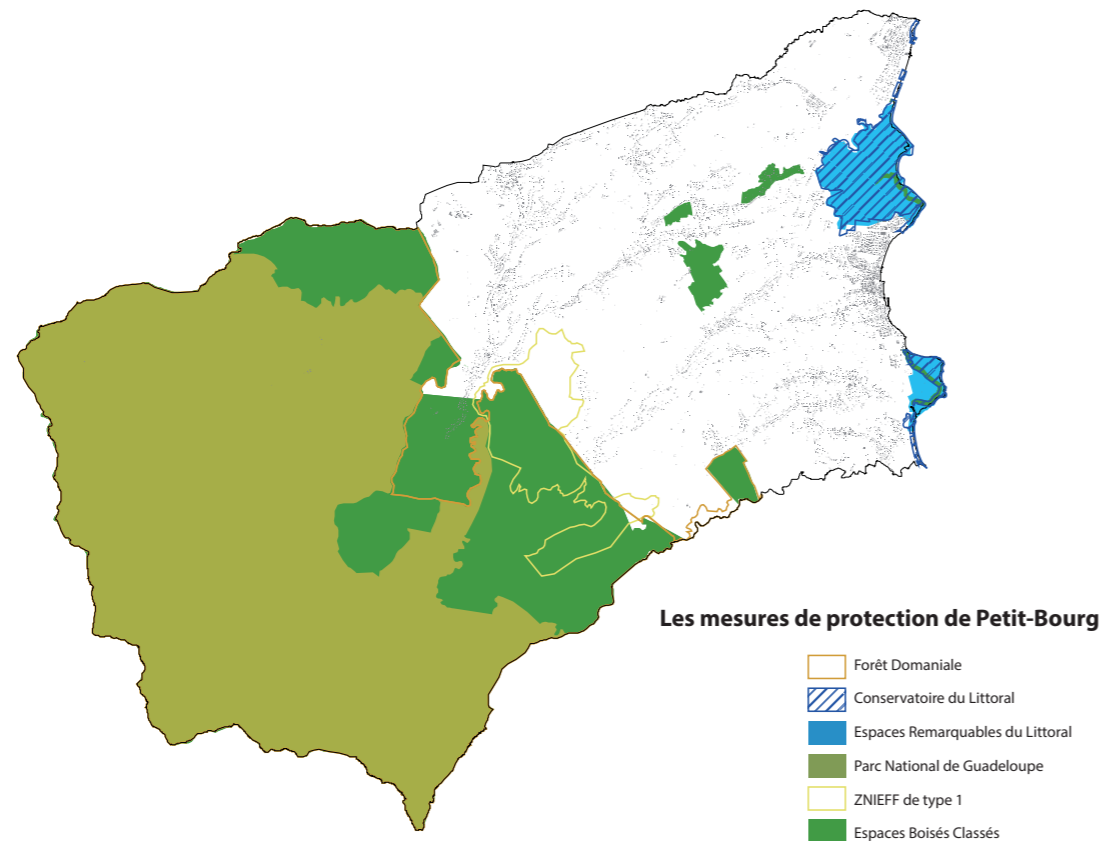 Les mesures de protection de Petit-Bourg
Forêt Domaniale
Conservatoire du Littoral
Espaces Remarquables du Littoral
Parc National de Guadeloupe
ZNIEFF de type 1
Espaces Boisés Classés